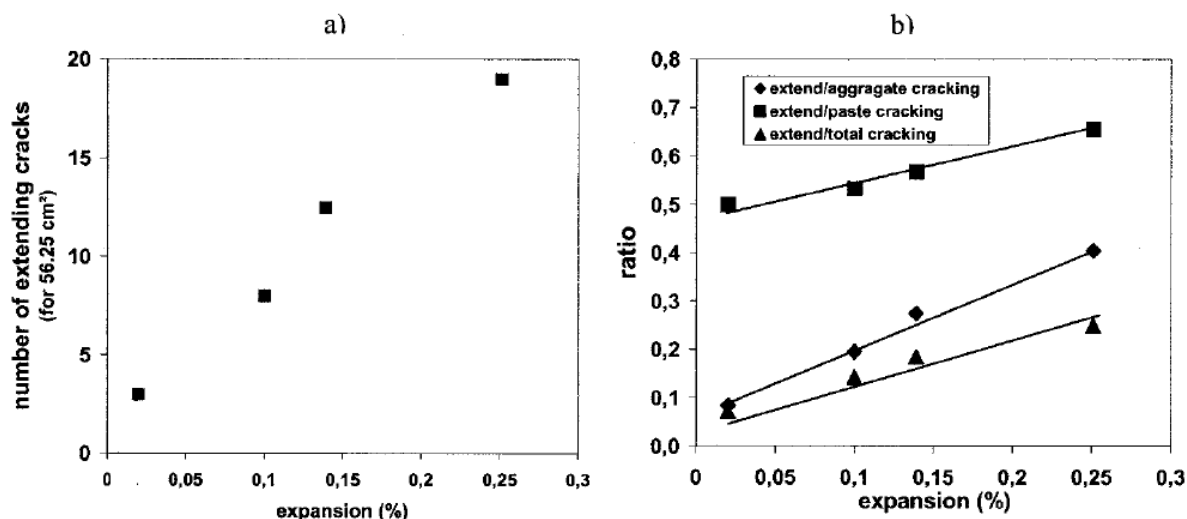 a)
number of extending cracks
(for 56.25 cm²)
20
15
10
5
0
0
0,05
0,1
0,15
0,2
0,25
0,3
expansion (%)
b)
ratio
0,8
0,7
0,6
0,5
0,4
0,3
0,2
0,1
0,0
extend/aggragate cracking
extend/paste cracking
extend/total cracking
0
0,05
0,1
0,15
0,2
0,25
0,3
expansion (%)